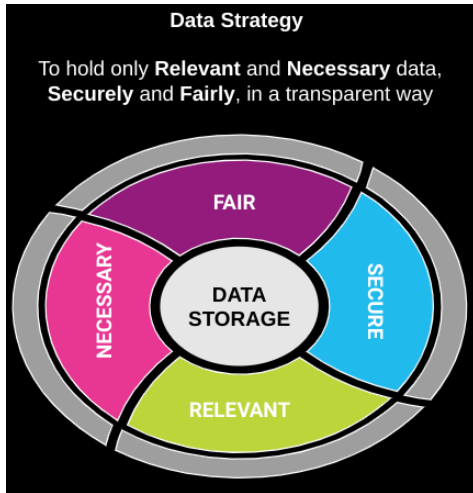 Data Strategy
To hold only Relevant and Necessary data,
Securely and Fairly, in a transparent way
FAIR
NECESSARY
SECURE
DATA
STORAGE
RELEVANT